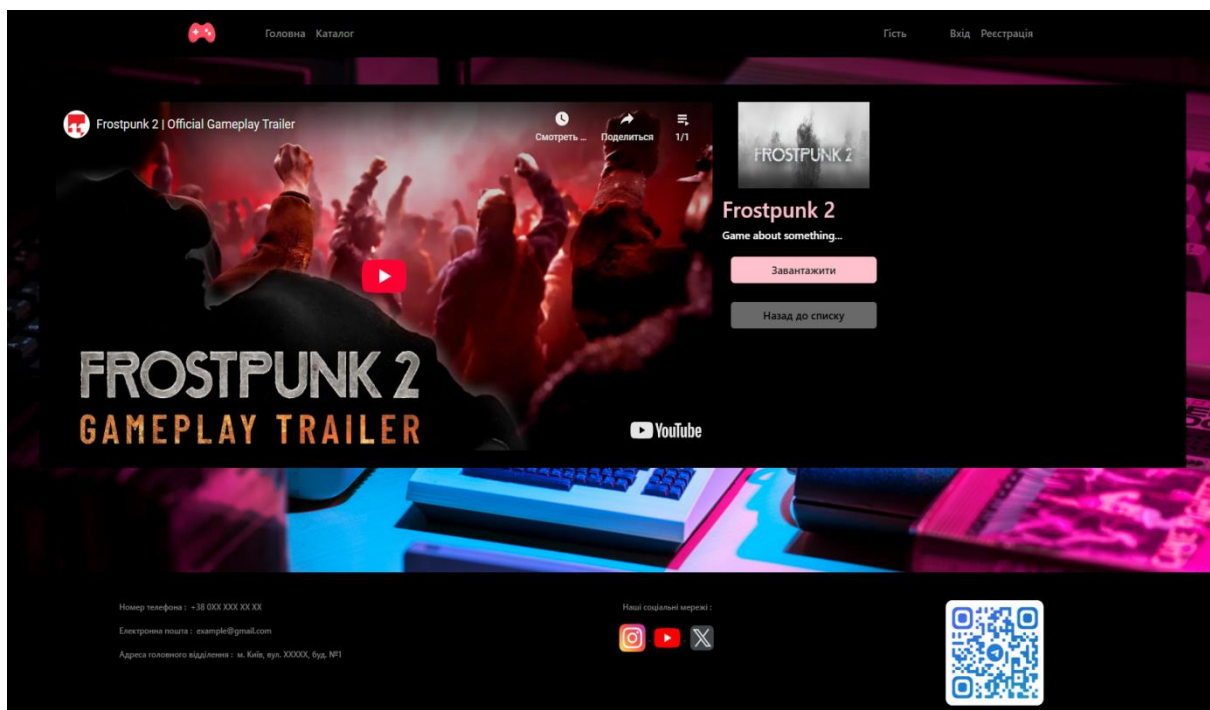 Головна Каталог
Гість Вхід Реєстрація
Frostpunk 2 | Official Gameplay Trailer
Смотреть ... Поделиться 1/1
FROSTPUNK 2
GAMEPLAY TRAILER
YouTube
FROSTPUNK 2
Frostpunk 2
Game about something...
Завантажити
Назад до списку
Номер телефона : +38 0XX XXX XX XX
Електронна пошта : example@gmail.com
Адреса головного відділення : м. Київ, вул. XXXXX, буд. №1
Наші соціальні мережі :